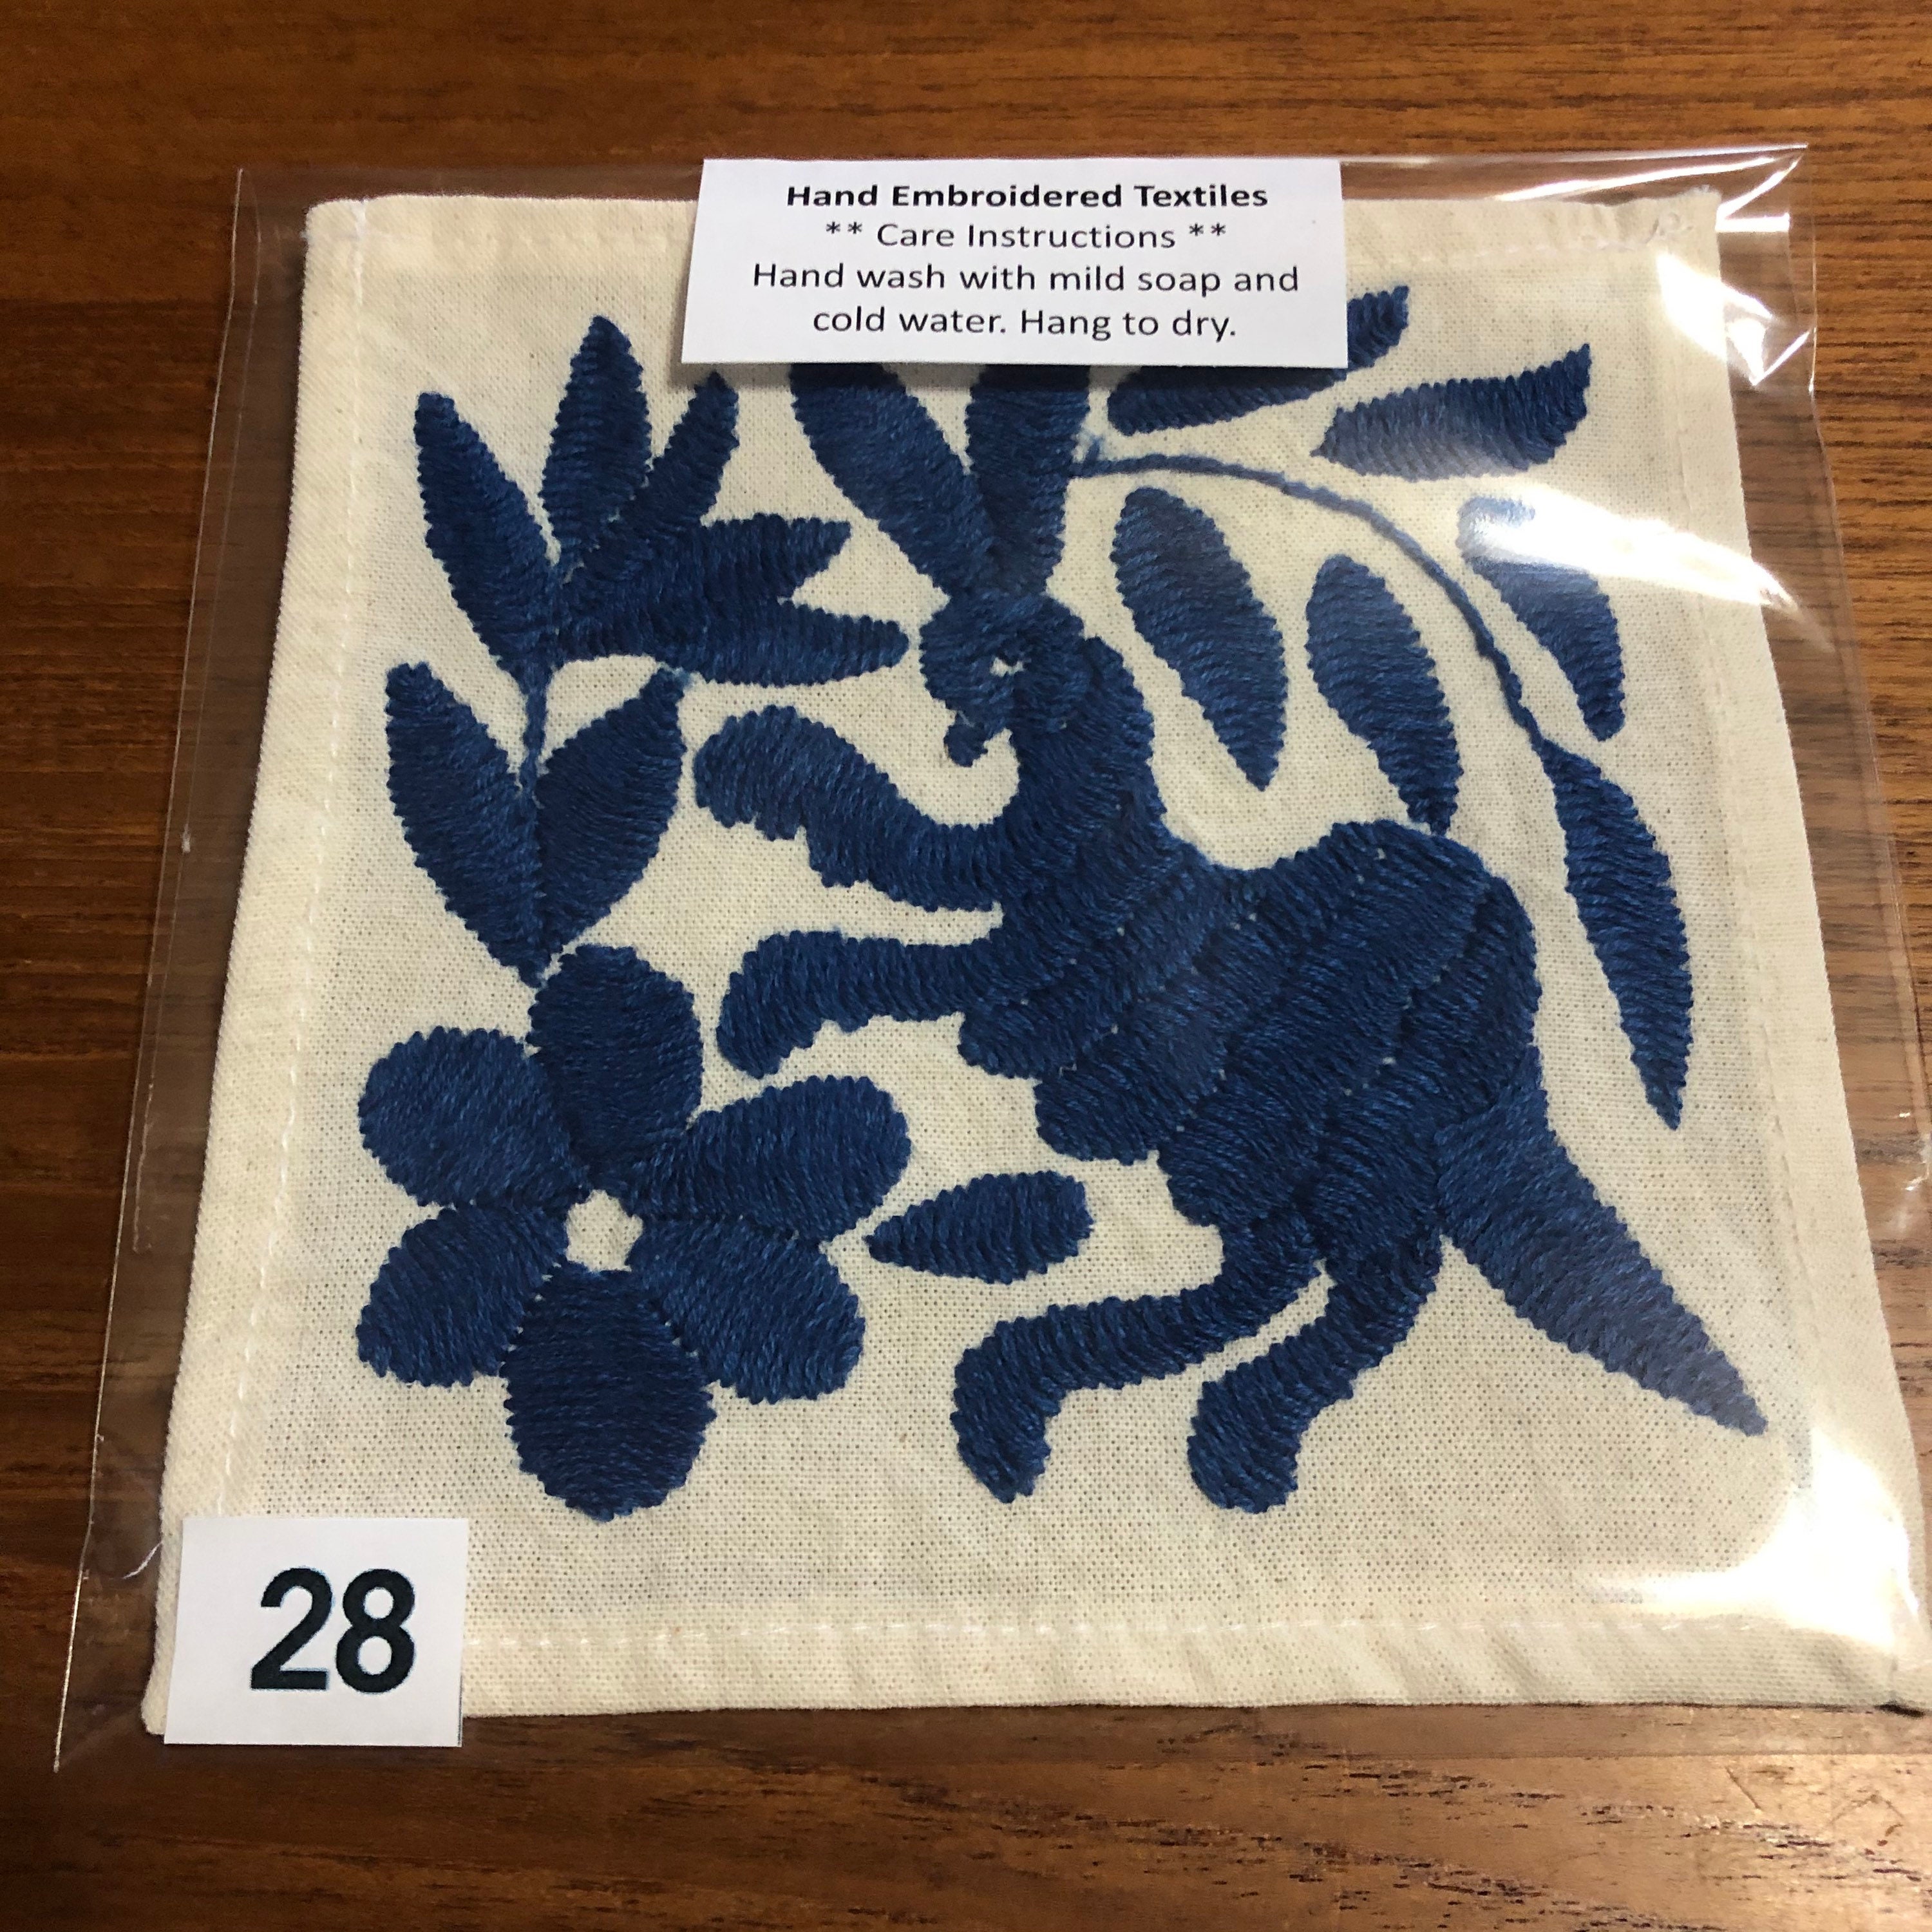 Hand Embroidered Textiles
** Care Instructions **
Hand wash with mild soap and
cold water. Hang to dry.
28